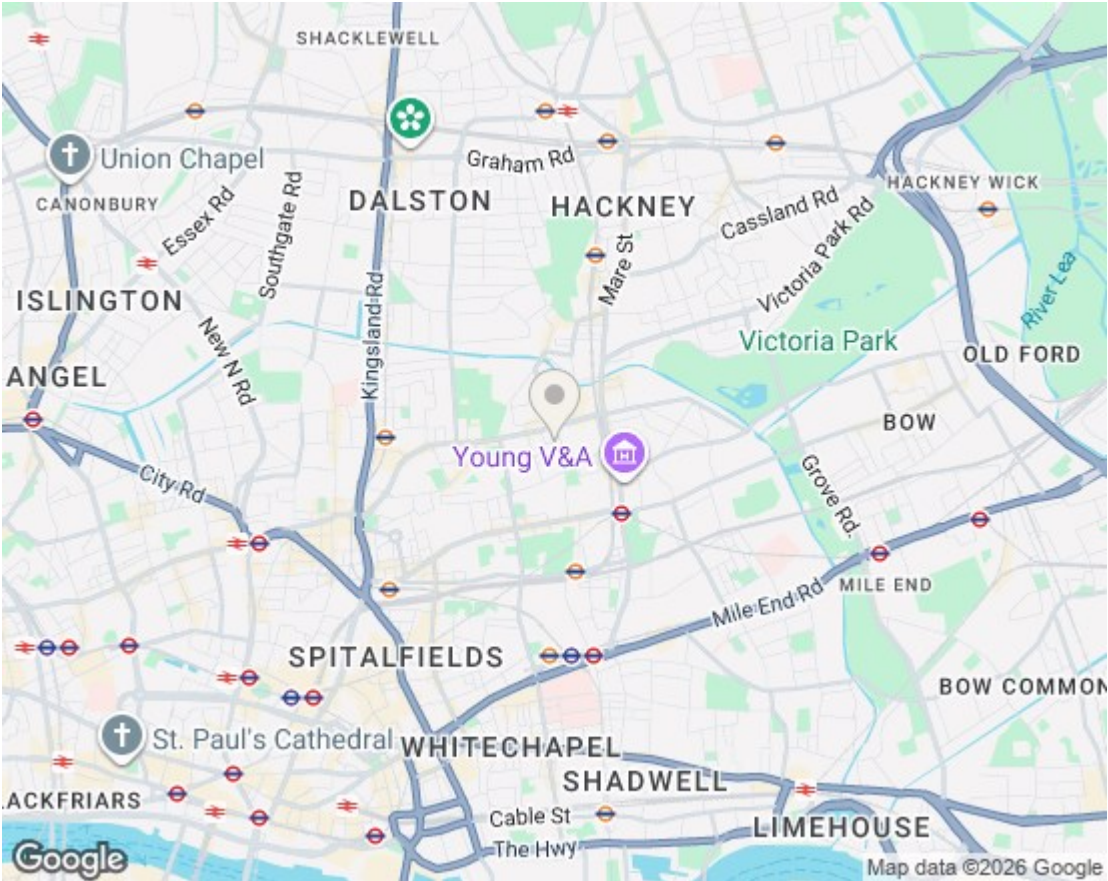 SHACKLEWELL
Union Chapel
Graham Rd
CANONBURY
DALSTON
HACKNEY
HACKNEY WICK
Essex Rd
Southgate Rd
Cassland Rd
Mare St
Victoria Park Rd
River Lea
ISLINGTON
New N Rd
Kingsland Rd
Victoria Park
OLD FORD
ANGEL
BOW
Young V&A
City Rd
Grove Rd.
MILE END
Mile End Rd
SPITALFIELDS
BOW COMMON
St. Paul's Cathedral
WHITECHAPEL
SHADWELL
LACKFRIARS
Cable St
LIMEHOUSE
The Hwy
Google
Map data ©2026 Google